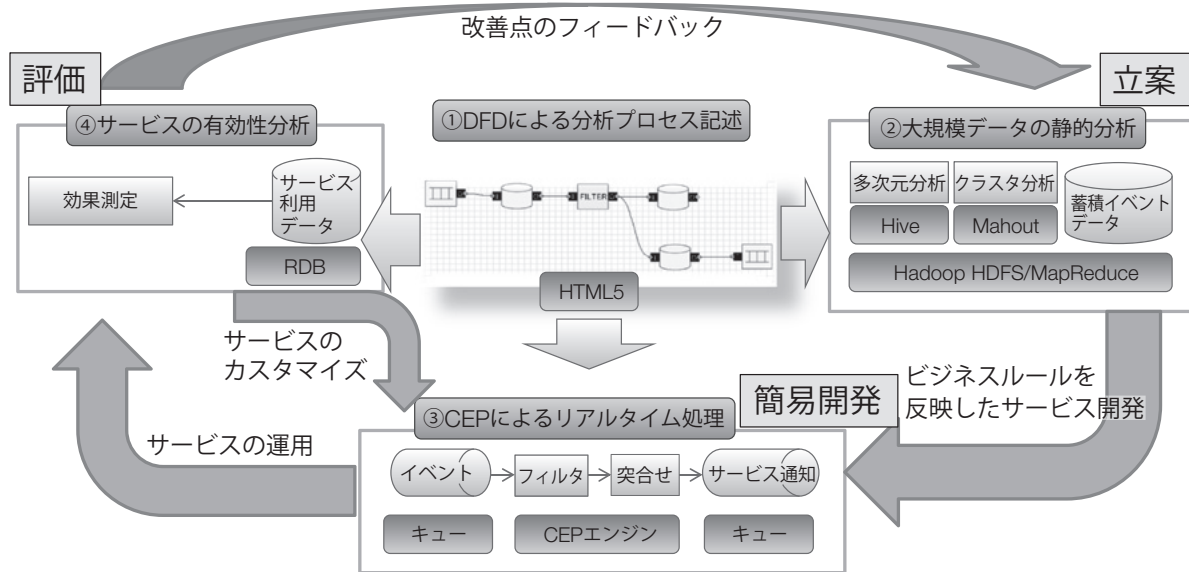 改善点のフィードバック
評価
立案
④サービスの有効性分析
①DFDによる分析プロセス記述
②大規模データの静的分析
効果測定
サービス
利用
データ
RDB
FILTER
HTML5
多次元分析
クラスタ分析
蓄積イベント
データ
Hive
Mahout
Hadoop HDFS/MapReduce
サービスの
カスタマイズ
簡易開発
ビジネスルールを
反映したサービス開発
③CEPによるリアルタイム処理
サービスの運用
イベント
フィルタ
突合せ
サービス通知
キュー
CEPエンジン
キュー